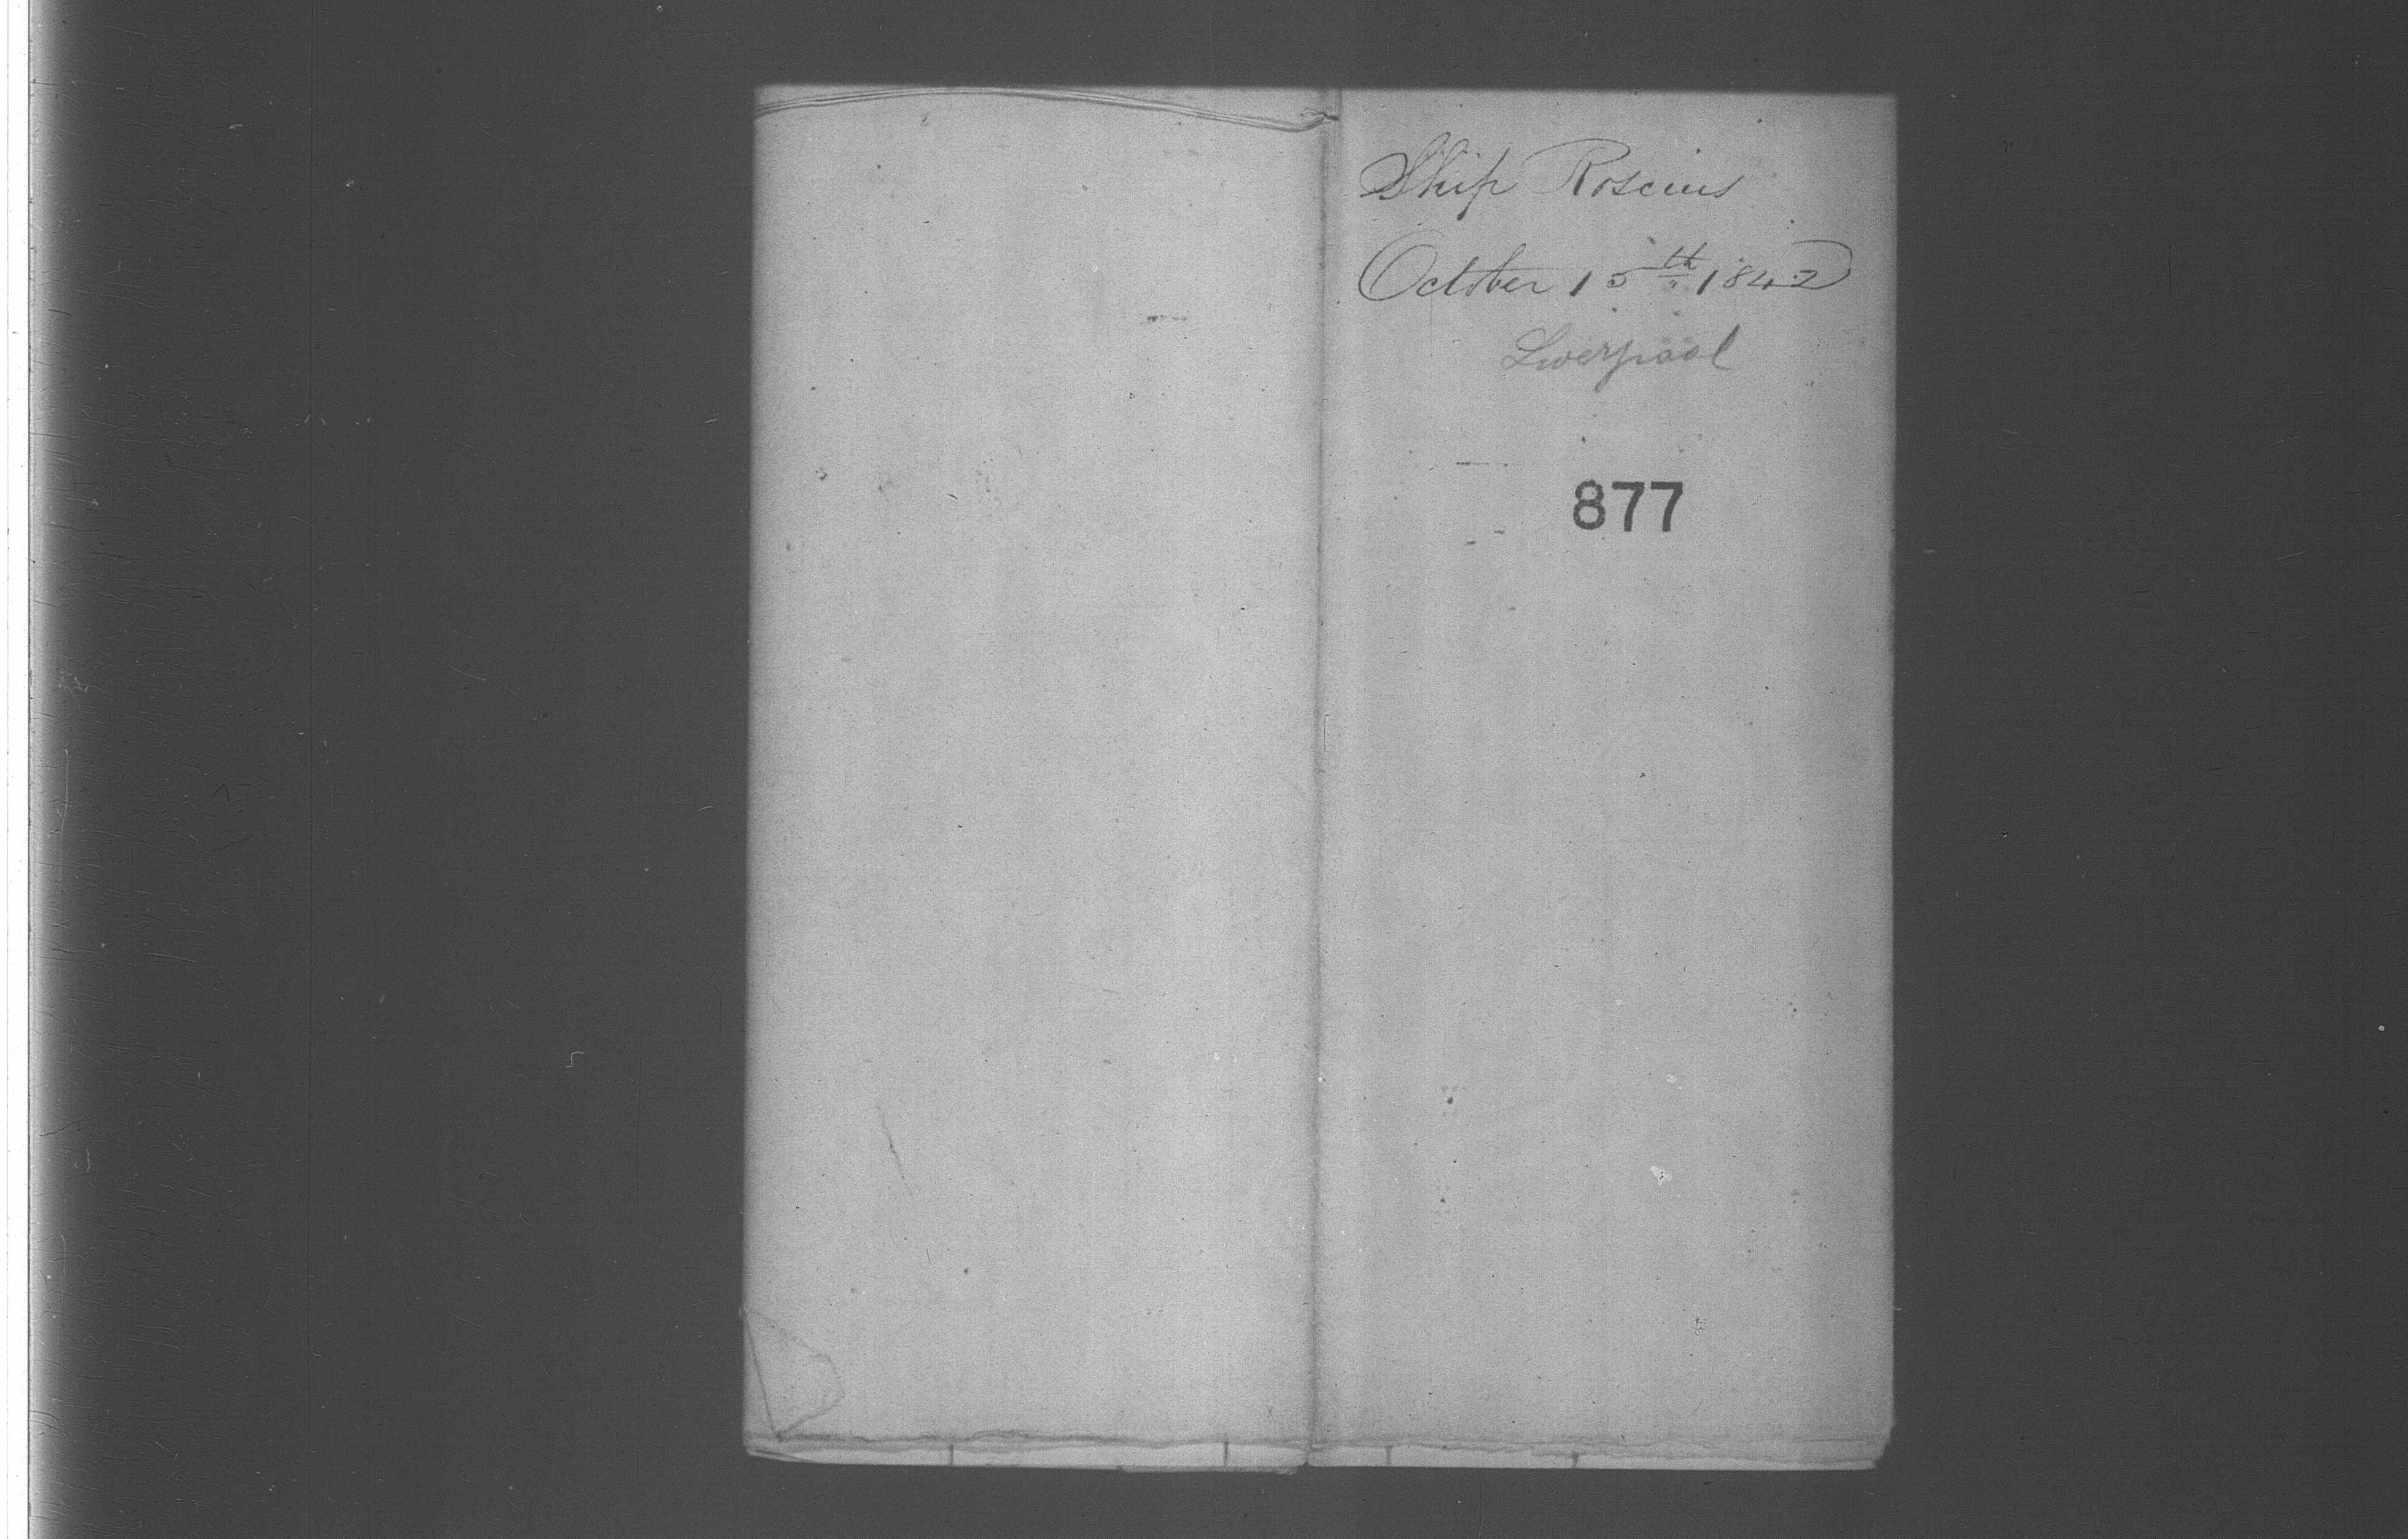 Ship Roscius
October 15th 1842
Liverpool
877